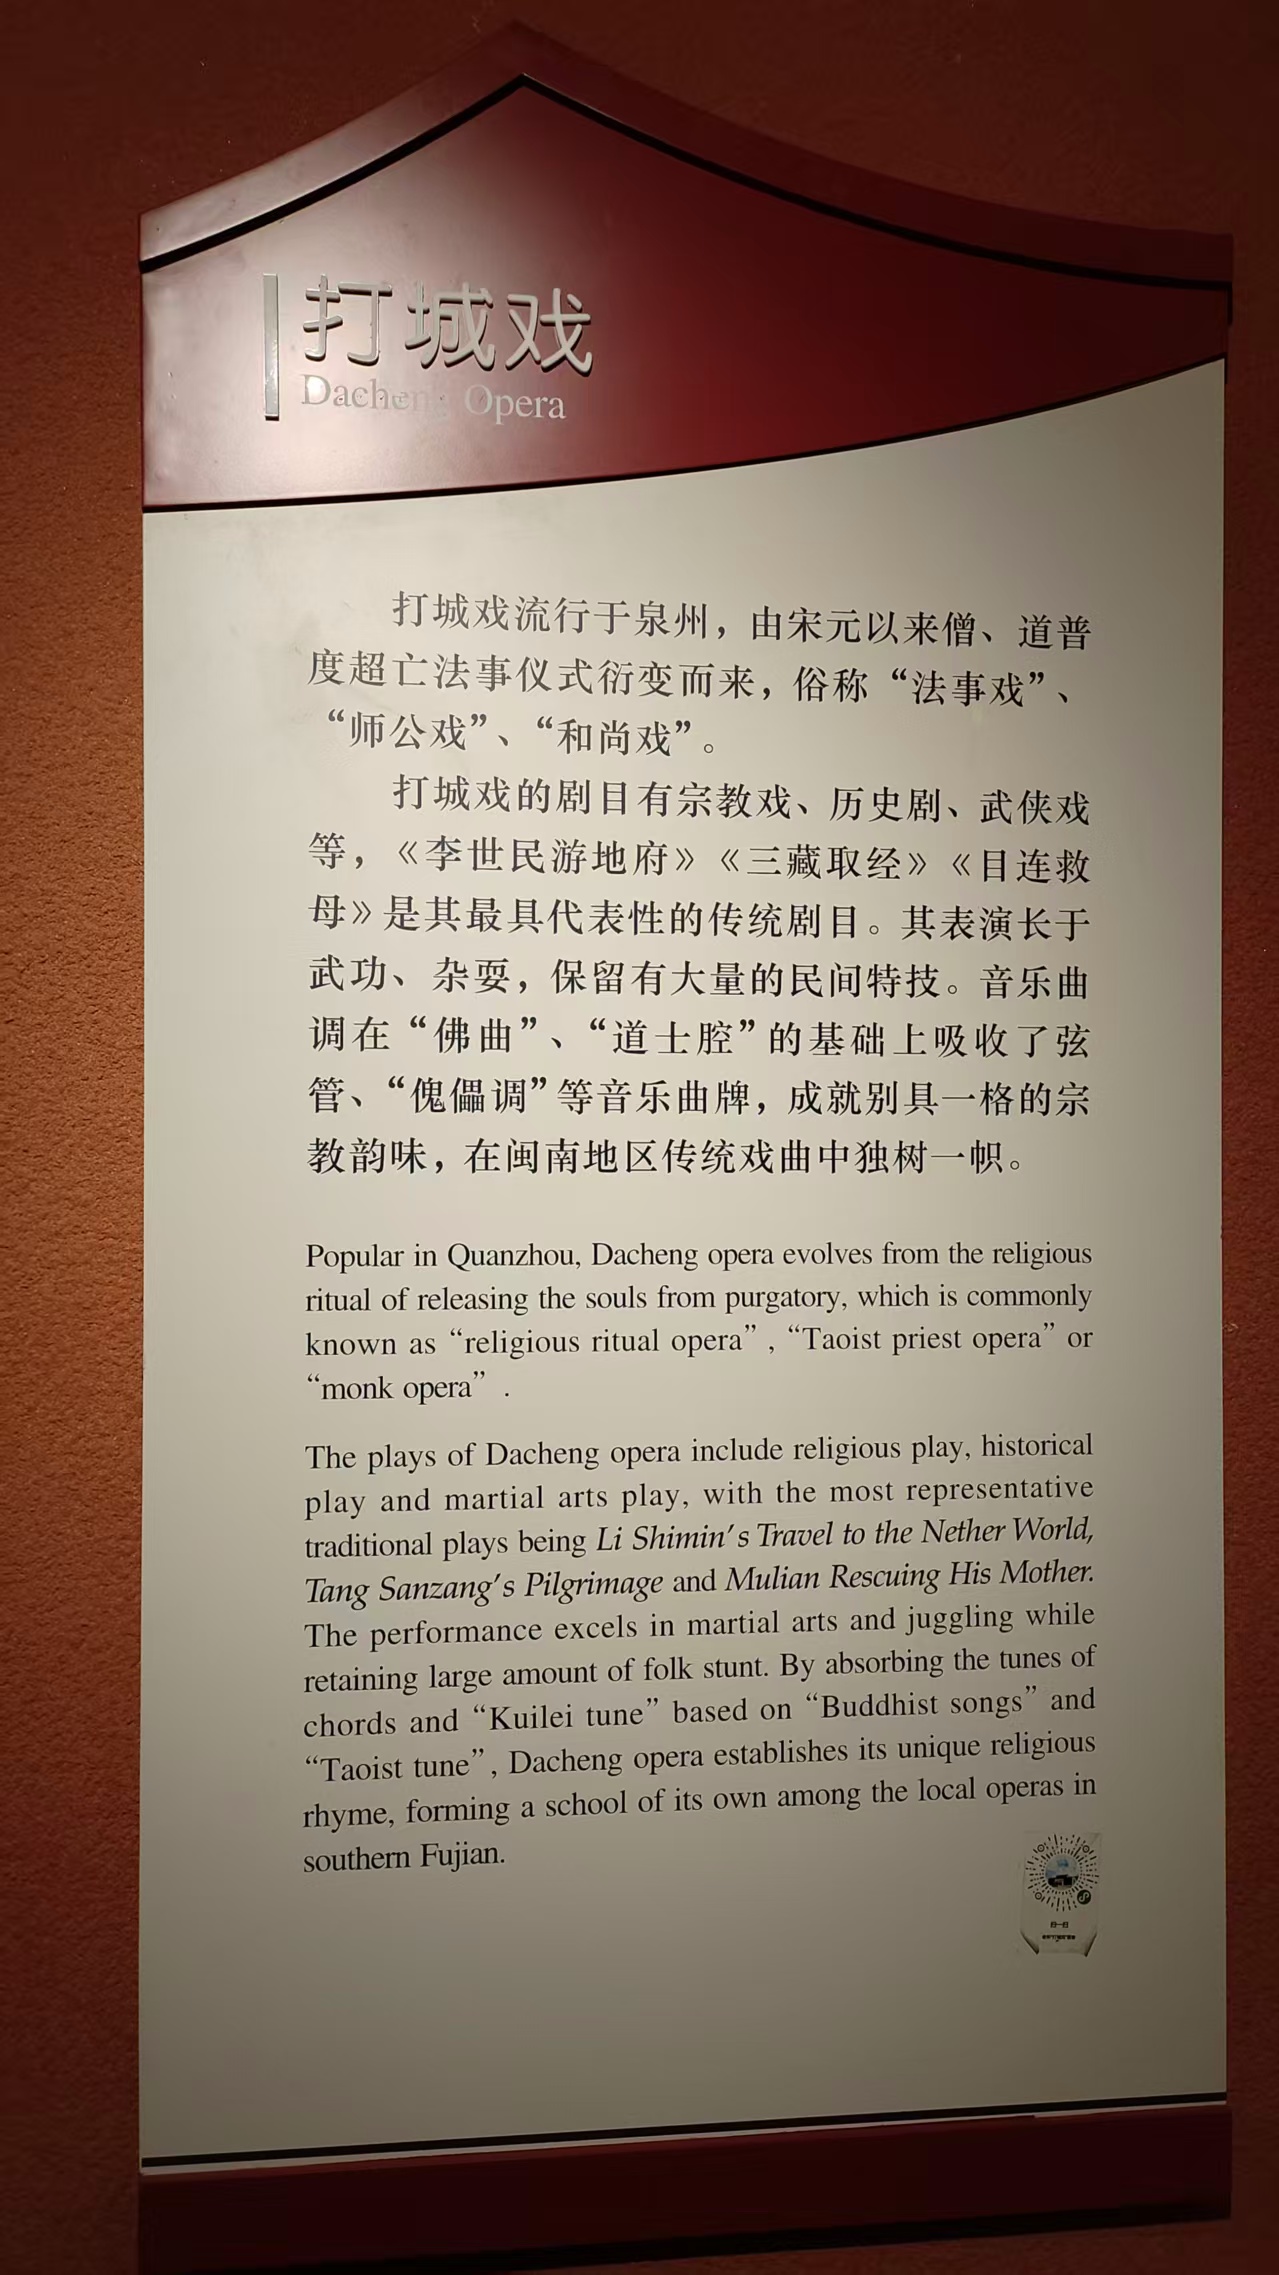 打城戏
Dacheng Opera
打城戏流行于泉州，由宋元以来僧、道普
度超亡法事仪式衍变而来，俗称“法事戏”、
“师公戏”、“和尚戏”。
打城戏的剧目有宗教戏、历史剧、武侠戏
等，《李世民游地府》《三藏取经》《目连救
母》是其最具代表性的传统剧目。其表演长于
武功、杂耍，保留有大量的民间特技。音乐曲
调在“佛曲”、“道士腔”的基础上吸收了弦
管、“傀儡调”等音乐曲牌，成就别具一格的宗
教韵味，在闽南地区传统戏曲中独树一帜。
Popular in Quanzhou, Dacheng opera evolves from the religious
ritual of releasing the souls from purgatory, which is commonly
known as “religious ritual opera” , “Taoist priest opera” or
“monk opera” .
The plays of Dacheng opera include religious play, historical
play and martial arts play, with the most representative
traditional plays being Li Shimin’s Travel to the Nether World,
Tang Sanzang’s Pilgrimage and Mulian Rescuing His Mother.
The performance excels in martial arts and juggling while
retaining large amount of folk stunt. By absorbing the tunes of
chords and “Kuilei tune” based on “Buddhist songs” and
“Taoist tune”, Dacheng opera establishes its unique religious
rhyme, forming a school of its own among the local operas in
southern Fujian.
扫一扫